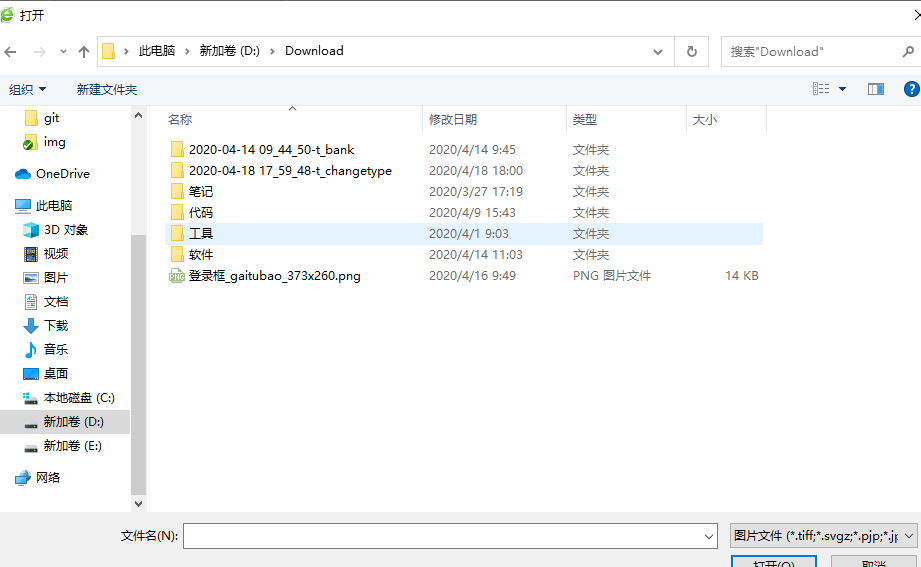 打开
此电脑 新加卷 (D:) Download 搜索"Download"
组织 新建文件夹
名称 修改日期 类型 大小
git
img
OneDrive
此电脑
3D 对象
视频
图片
文档
下载
音乐
桌面
本地磁盘 (C:)
新加卷 (D:)
新加卷 (E:)
网络
2020-04-14 09_44_50-t_bank 2020/4/14 9:45 文件夹
2020-04-18 17_59_48-t_changetype 2020/4/18 18:00 文件夹
笔记 2020/3/27 17:19 文件夹
代码 2020/4/9 15:43 文件夹
工具 2020/4/1 9:03 文件夹
软件 2020/4/14 11:03 文件夹
PNG 登录框_gaitubao_373x260.png 2020/4/16 9:49 PNG 图片文件 14 KB
文件名(N): 图片文件 (*.tiff;*.svgz;*.pjp;*.jp
打开(O) 取消